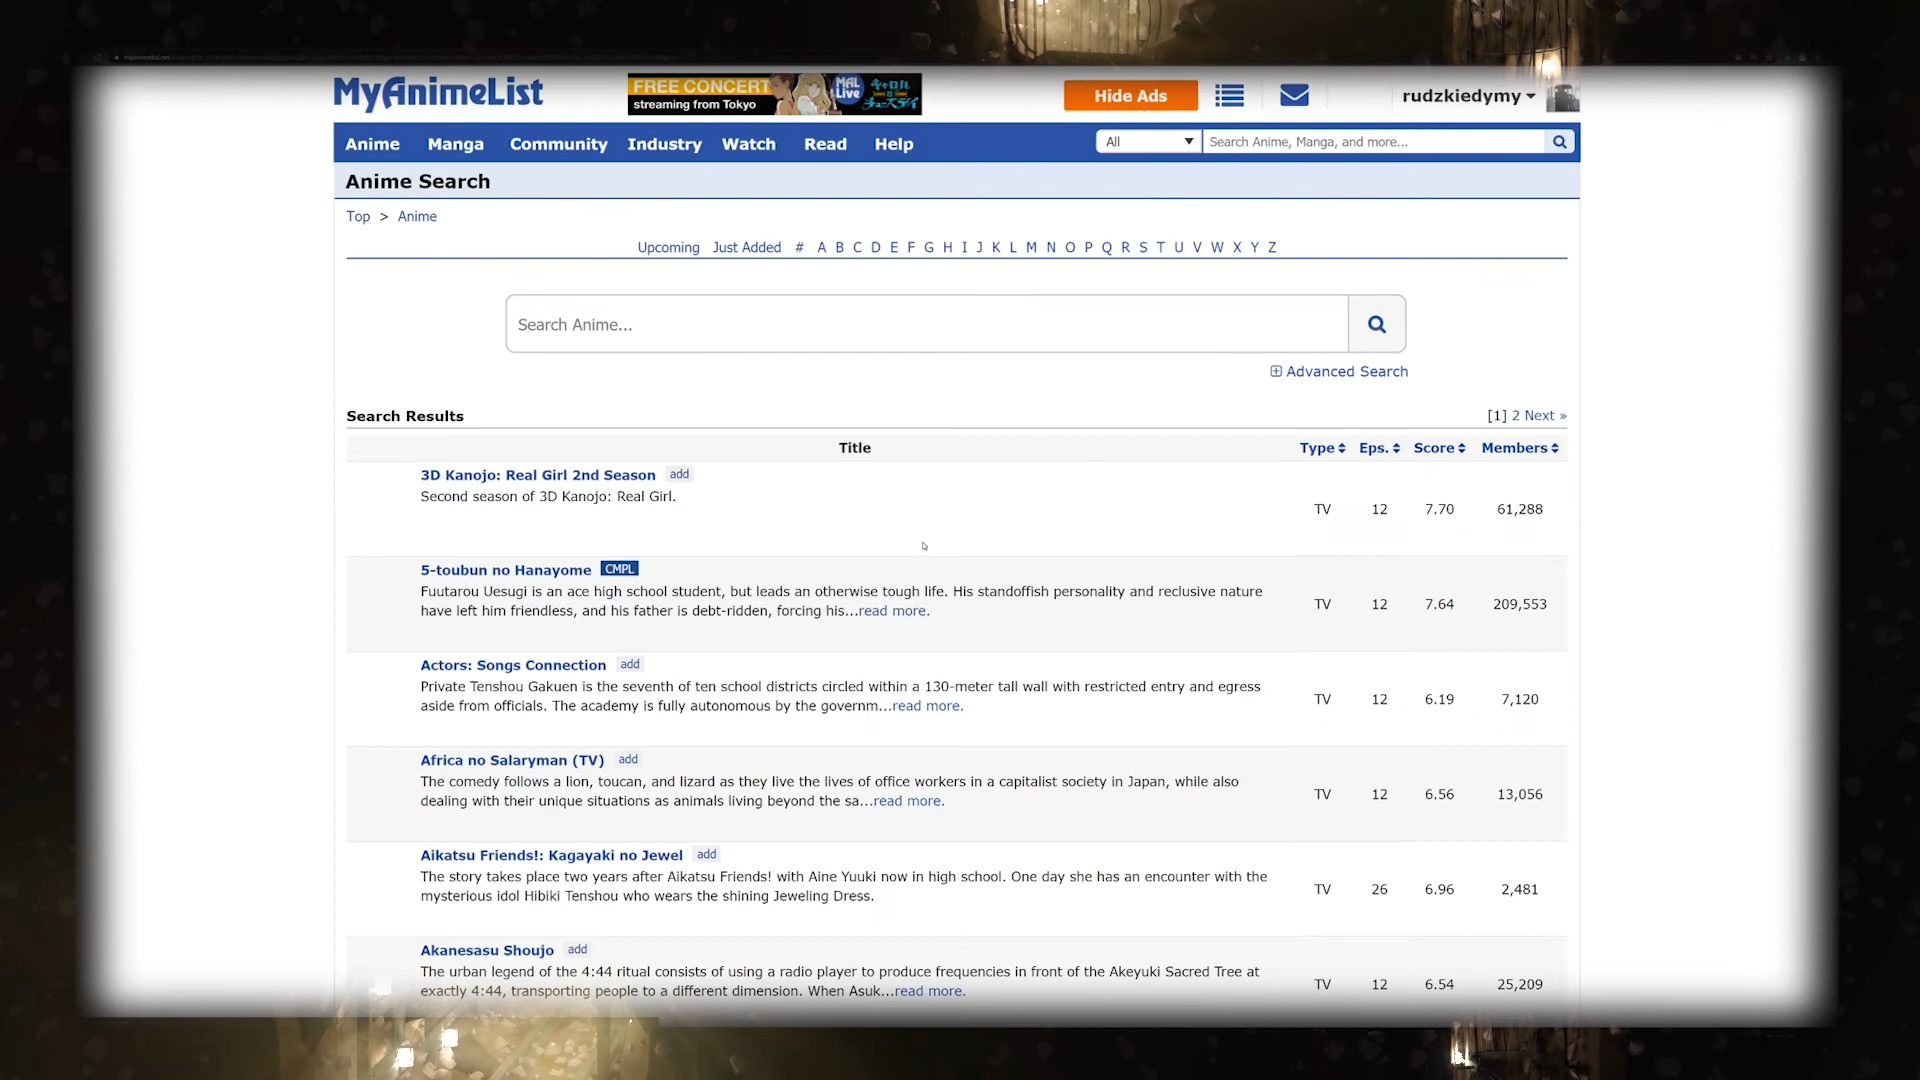 MyAnimeList
FREE CONCERT
streaming from Tokyo
MAL Live
キャロル&チューズデイ
Hide Ads
rudzkiedymy
Anime Manga Community Industry Watch Read Help
All
Search Anime, Manga, and more...
Anime Search
Top > Anime
Upcoming Just Added # A B C D E F G H I J K L M N O P Q R S T U V W X Y Z
Search Anime...
Advanced Search
Search Results
[1] 2 Next »
Title Type Eps. Score Members
3D Kanojo: Real Girl 2nd Season add
Second season of 3D Kanojo: Real Girl.
TV 12 7.70 61,288
5-toubun no Hanayome CMPL
Fuutarou Uesugi is an ace high school student, but leads an otherwise tough life. His standoffish personality and reclusive nature
have left him friendless, and his father is debt-ridden, forcing his...read more.
TV 12 7.64 209,553
Actors: Songs Connection add
Private Tenshou Gakuen is the seventh of ten school districts circled within a 130-meter tall wall with restricted entry and egress
aside from officials. The academy is fully autonomous by the governm...read more.
TV 12 6.19 7,120
Africa no Salaryman (TV) add
The comedy follows a lion, toucan, and lizard as they live the lives of office workers in a capitalist society in Japan, while also
dealing with their unique situations as animals living beyond the sa...read more.
TV 12 6.56 13,056
Aikatsu Friends!: Kagayaki no Jewel add
The story takes place two years after Aikatsu Friends! with Aine Yuuki now in high school. One day she has an encounter with the
mysterious idol Hibiki Tenshou who wears the shining Jeweling Dress.
TV 26 6.96 2,481
Akanesasu Shoujo add
The urban legend of the 4:44 ritual consists of using a radio player to produce frequencies in front of the Akeyuki Sacred Tree at
exactly 4:44, transporting people to a different dimension. When Asuk...read more.
TV 12 6.54 25,209